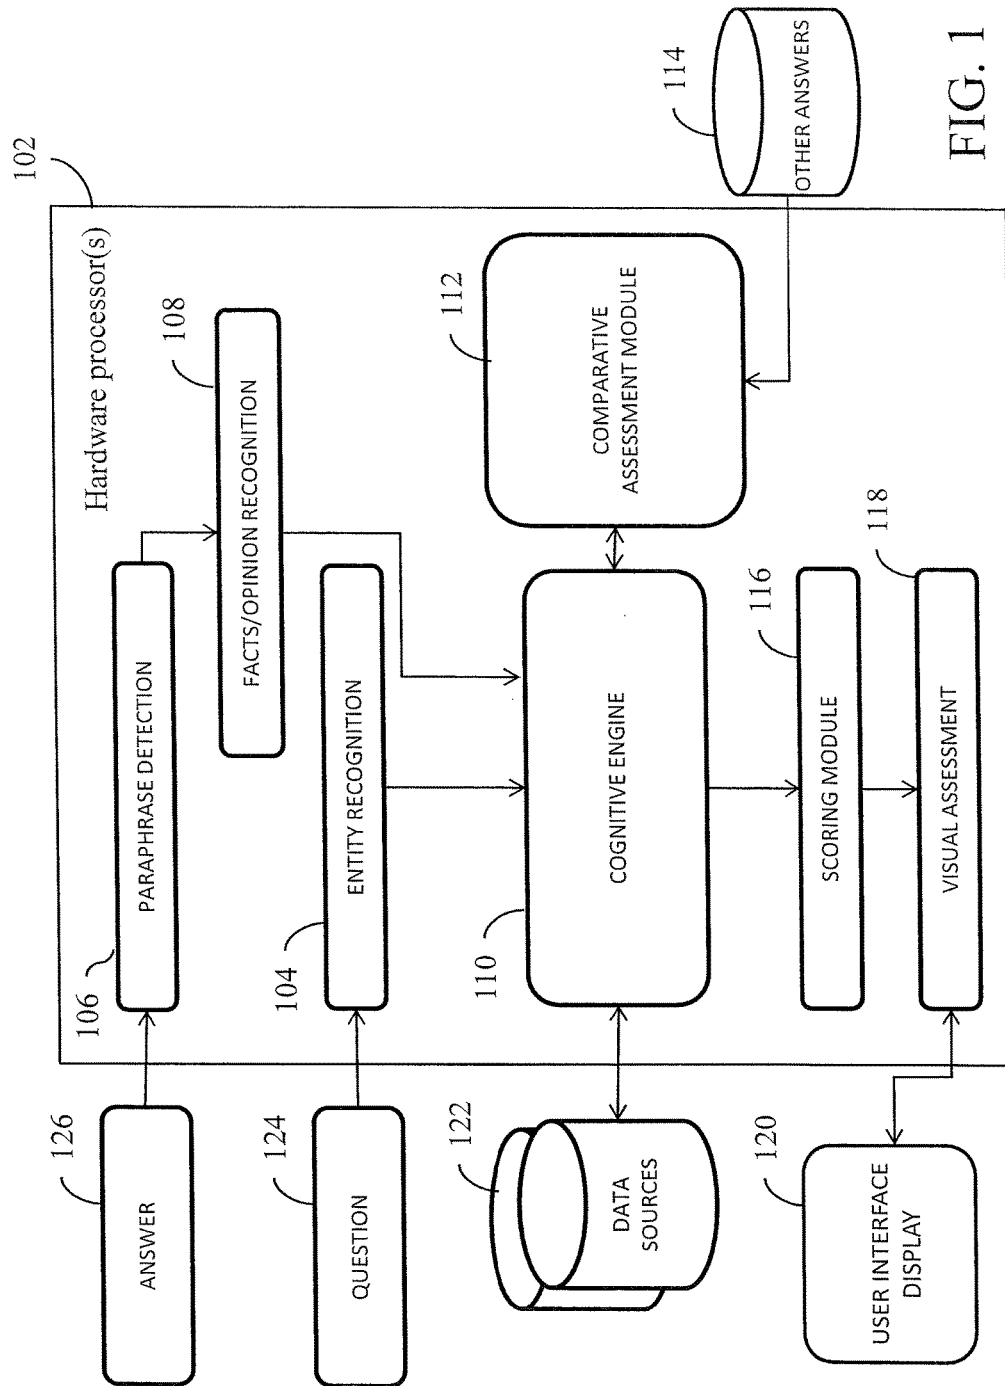 102
Hardware processor(s)
126
ANSWER
106
PARAPHRASE DETECTION
108
FACTS/OPINION RECOGNITION
124
QUESTION
104
ENTITY RECOGNITION
122
DATA
SOURCES
110
COGNITIVE ENGINE
112
COMPARATIVE
ASSESSMENT MODULE
114
OTHER ANSWERS
116
SCORING MODULE
120
USER INTERFACE
DISPLAY
118
VISUAL ASSESSMENT
FIG. 1